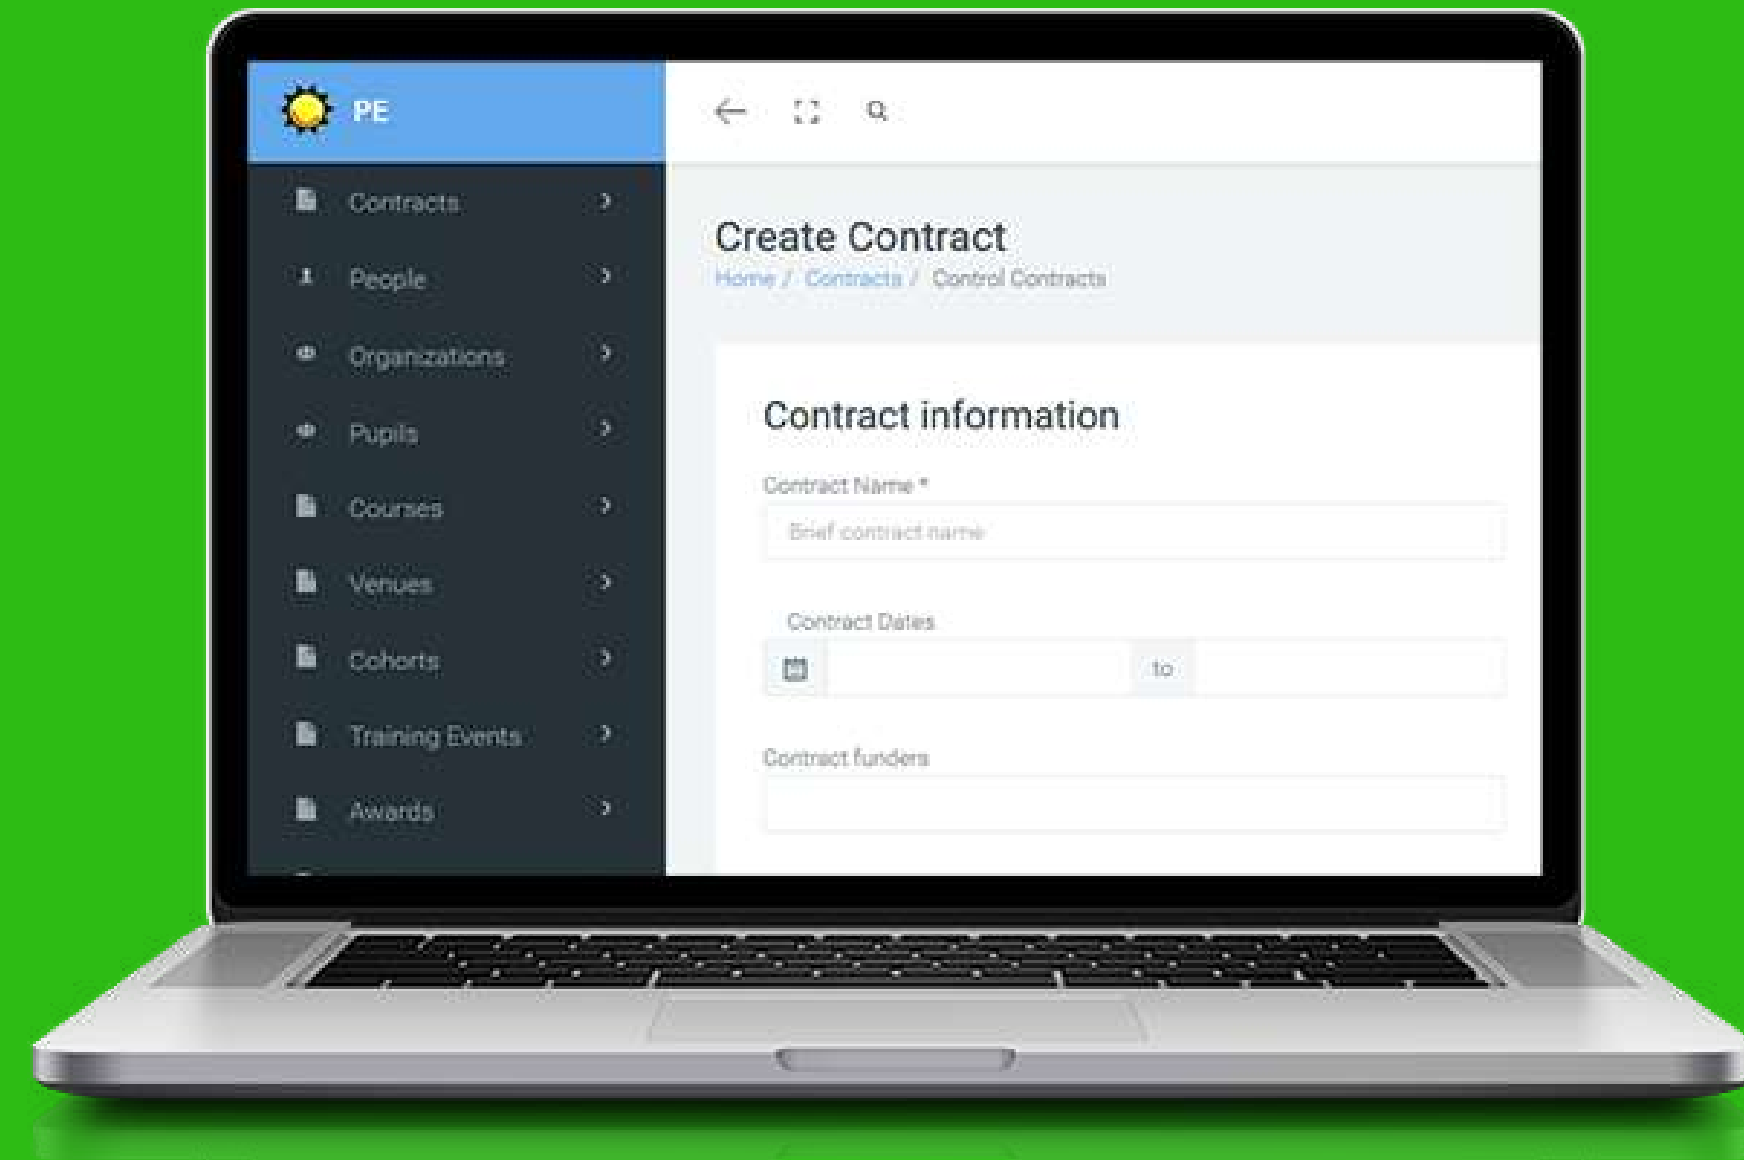 PE
Contracts
People
Organizations
Pupils
Courses
Venues
Cohorts
Training Events
Awards
Create Contract
Home / Contracts / Control Contracts
Contract information
Contract Name *
Brief contract name
Contract Dates
to
Contract funders